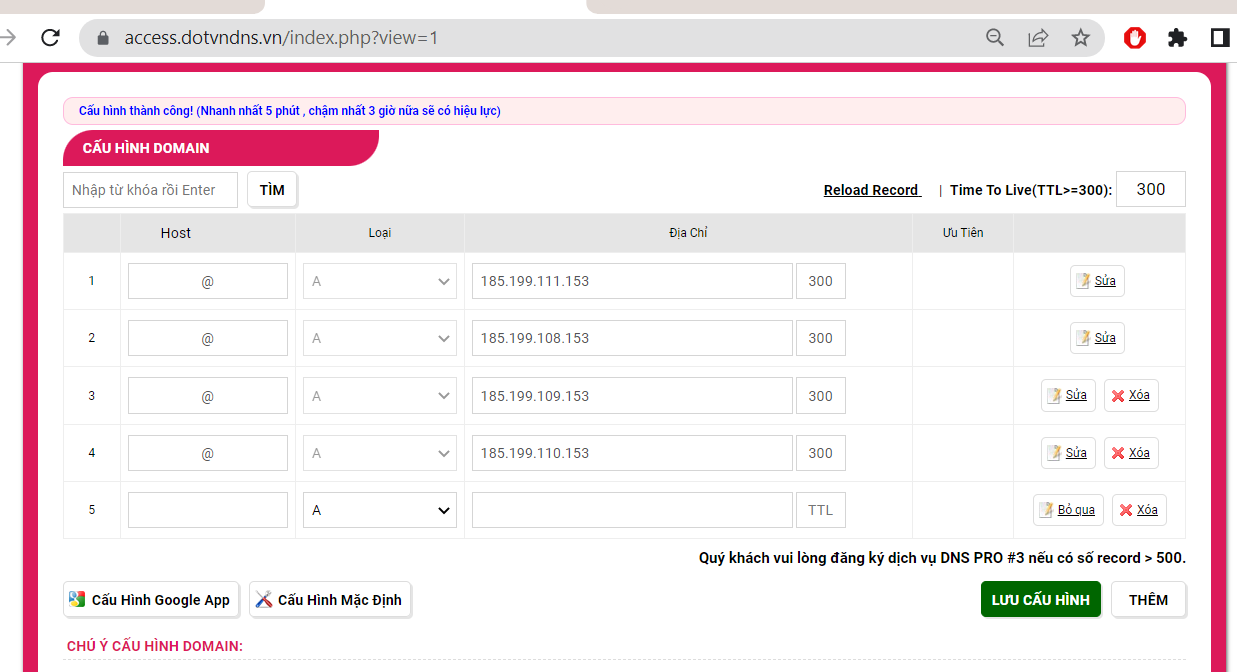 access.dotvndns.vn/index.php?view=1
Cấu hình thành công! (Nhanh nhất 5 phút , chậm nhất 3 giờ nữa sẽ có hiệu lực)
CẤU HÌNH DOMAIN
Nhập từ khóa rồi Enter TÌM Reload Record | Time To Live(TTL>=300): 300
Host Loại Địa Chỉ Ưu Tiên
1 @ A 185.199.111.153 300 Sửa
2 @ A 185.199.108.153 300 Sửa
3 @ A 185.199.109.153 300 Sửa Xóa
4 @ A 185.199.110.153 300 Sửa Xóa
5 A TTL Bỏ qua Xóa
Quý khách vui lòng đăng ký dịch vụ DNS PRO #3 nếu có số record > 500.
Cấu Hình Google App Cấu Hình Mặc Định LƯU CẤU HÌNH THÊM
CHÚ Ý CẤU HÌNH DOMAIN: